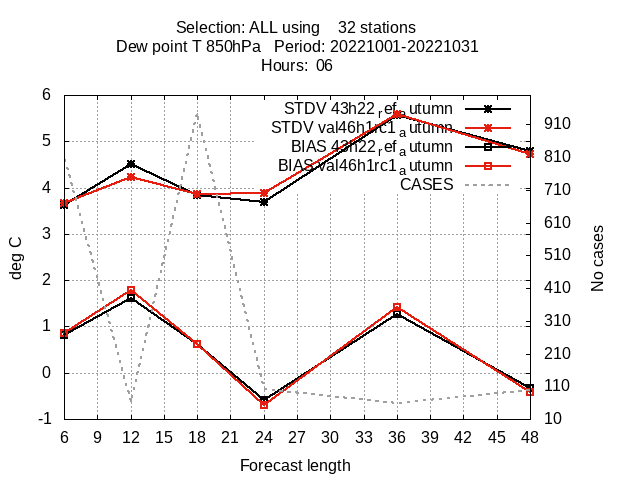 Selection: ALL using    32 stations
Dew point T 850hPa   Period: 20221001-20221031
Hours:  06
STDV 43h22_ref_autumn
STDV val46h1rc1_autumn
BIAS 43h22_ref_autumn
BIAS val46h1rc1_autumn
CASES
6
5
4
3
2
1
0
-1
910
810
710
610
510
410
310
210
110
10
deg C
No cases
6 9 12 15 18 21 24 27 30 33 36 39 42 45 48
Forecast length